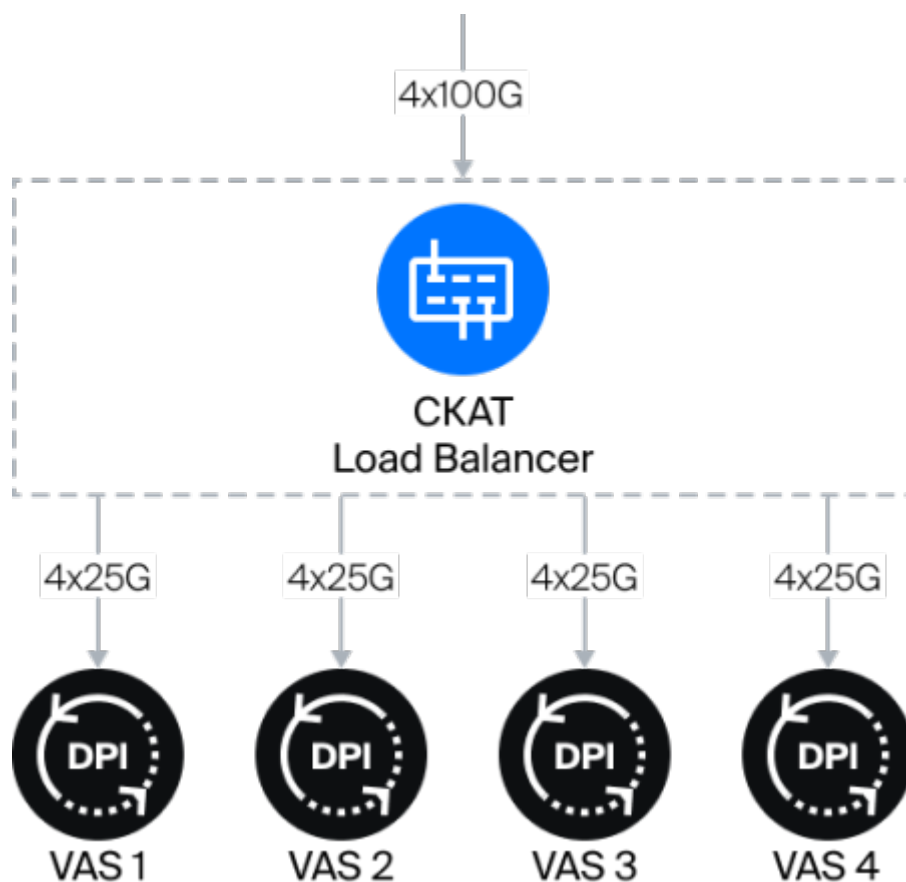 4x100G
CKAT
Load Balancer
4x25G
4x25G
4x25G
4x25G
DPI
DPI
DPI
DPI
VAS 1
VAS 2
VAS 3
VAS 4